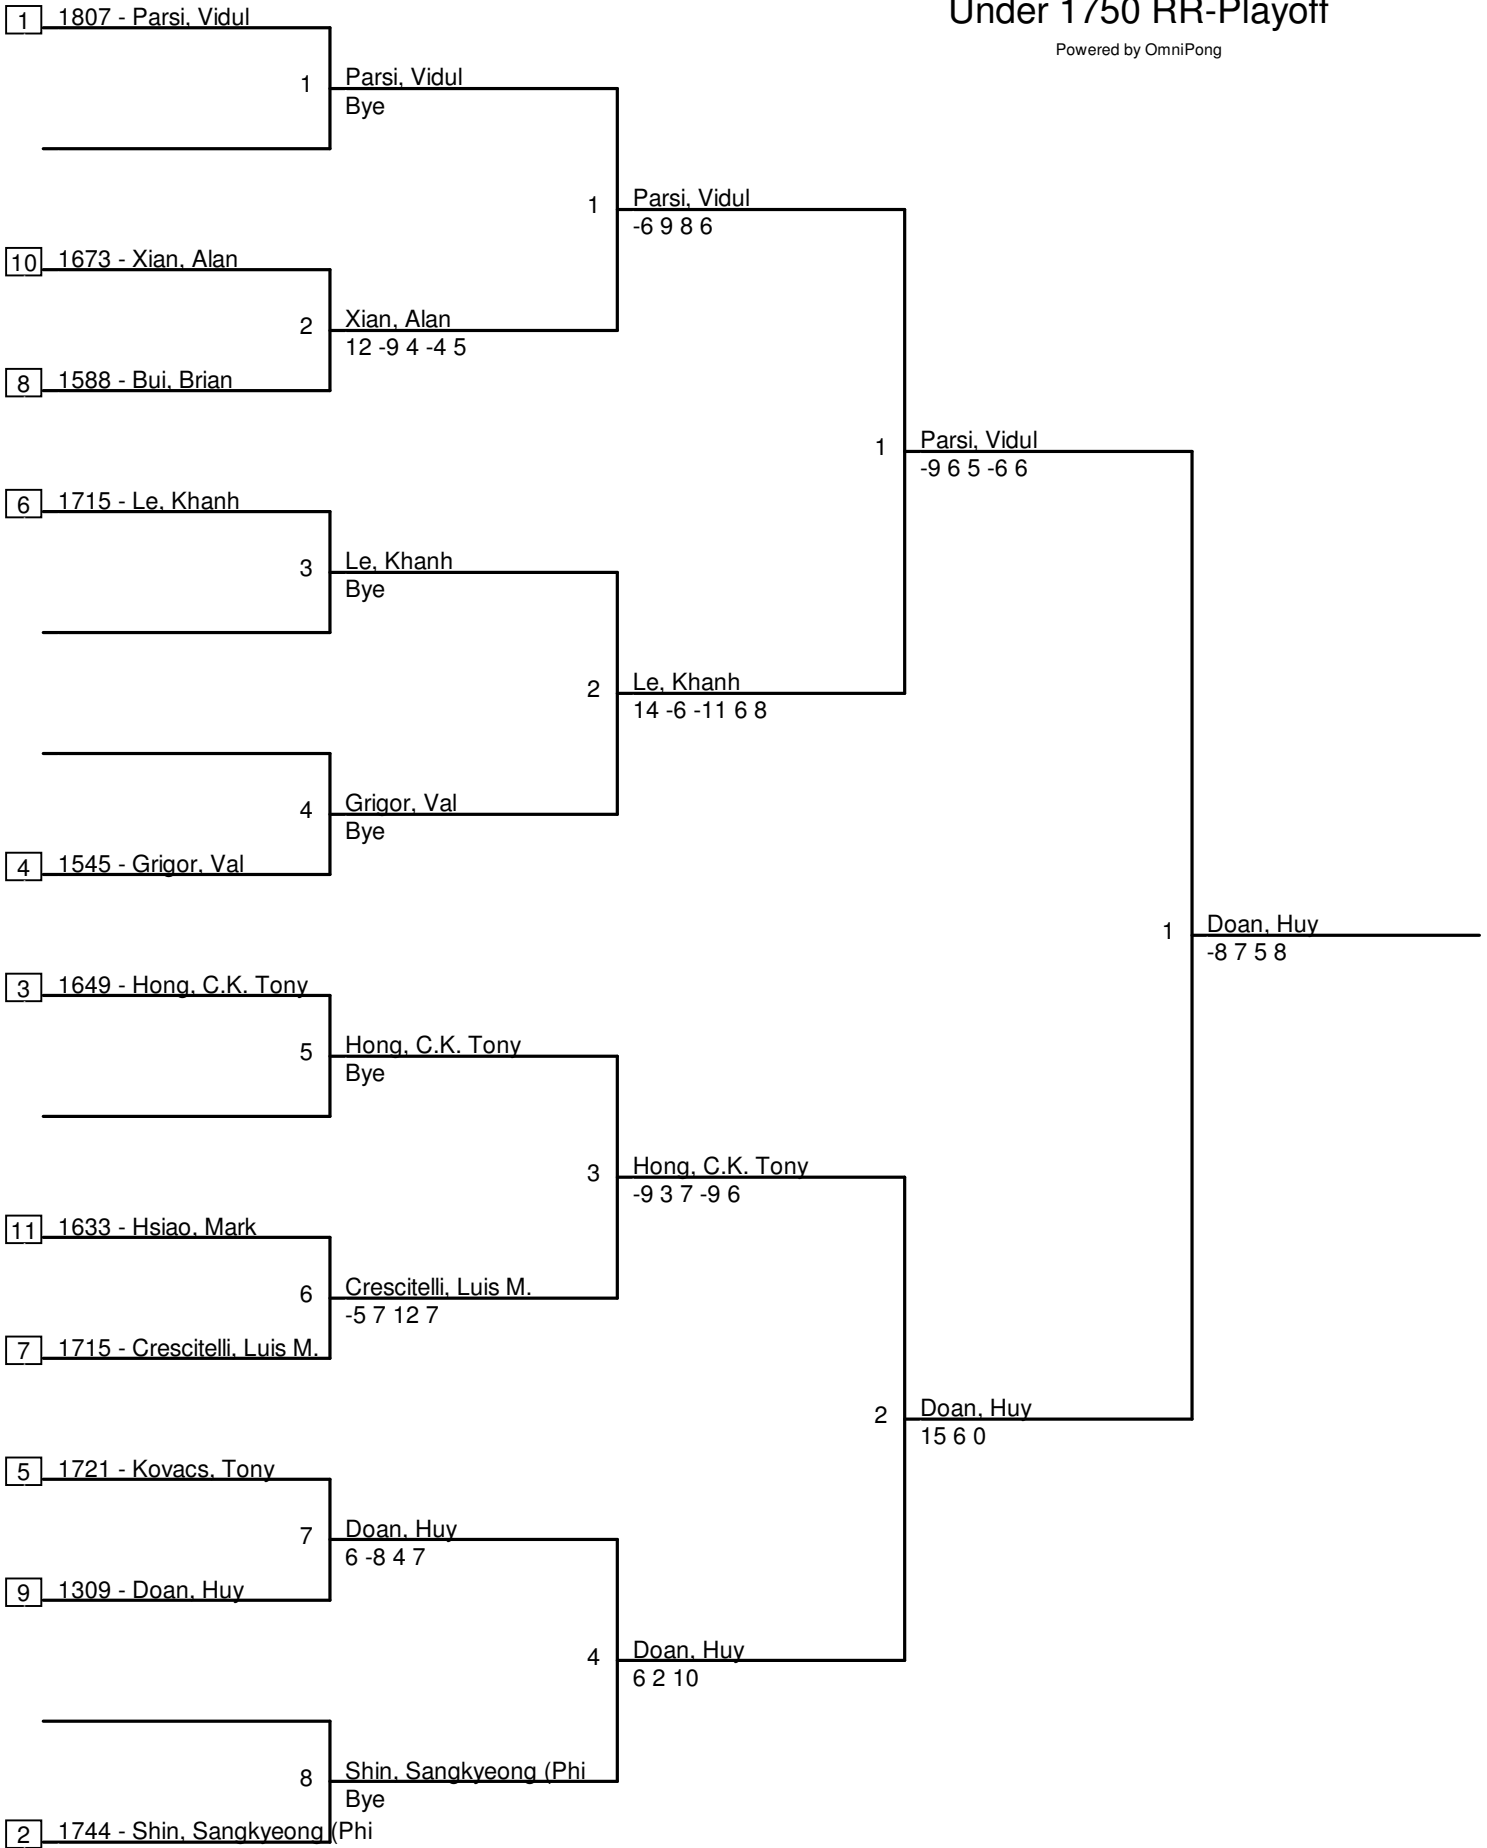 Under 1750 RR-Playoff
Powered by OmniPong
1 1807 - Parsi, Vidul
1 Parsi, Vidul
Bye
1 Parsi, Vidul
-6 9 8 6
10 1673 - Xian, Alan
2 Xian, Alan
12 -9 4 -4 5
8 1588 - Bui, Brian
1 Parsi, Vidul
-9 6 5 -6 6
6 1715 - Le, Khanh
3 Le, Khanh
Bye
2 Le, Khanh
14 -6 -11 6 8
4 Grigor, Val
Bye
4 1545 - Grigor, Val
1 Doan, Huy
-8 7 5 8
3 1649 - Hong, C.K. Tony
5 Hong, C.K. Tony
Bye
3 Hong, C.K. Tony
-9 3 7 -9 6
11 1633 - Hsiao, Mark
6 Crescitelli, Luis M.
-5 7 12 7
7 1715 - Crescitelli, Luis M.
2 Doan, Huy
15 6 0
5 1721 - Kovacs, Tony
7 Doan, Huy
6 -8 4 7
9 1309 - Doan, Huy
4 Doan, Huy
6 2 10
8 Shin, Sangkyeong (Phi
Bye
2 1744 - Shin, Sangkyeong (Phi